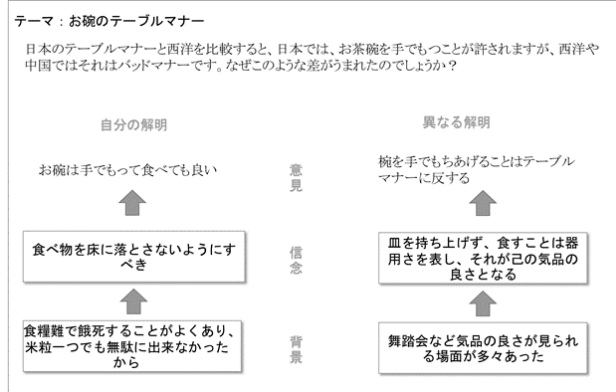 テーマ：お碗のテーブルマナー
日本のテーブルマナーと西洋を比較すると、日本では、お茶碗を手でもつことが許されますが、西洋や
中国ではそれはバッドマナーです。なぜこのような差がうまれたのでしょうか？
自分の解明
異なる解明
お碗は手でもって食べても良い
意見
椀を手でもちあげることはテーブル
マナーに反する
食べ物を床に落とさないようにす
べき
信念
皿を持ち上げず、食すことは器
用さを表し、それが己の気品の
良さとなる
食糧難で餓死することがよくあり、
米粒一つでも無駄に出来なかった
から
背景
舞踏会など気品の良さが見られ
る場面が多々あった